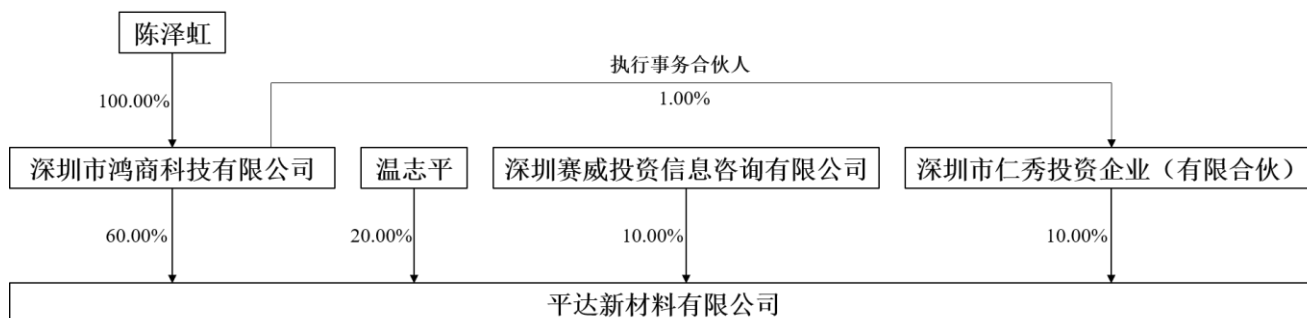 陈泽虹
执行事务合伙人
100.00%
1.00%
深圳市鸿商科技有限公司
温志平
深圳赛威投资信息咨询有限公司
深圳市仁秀投资企业（有限合伙）
60.00%
20.00%
10.00%
10.00%
平达新材料有限公司